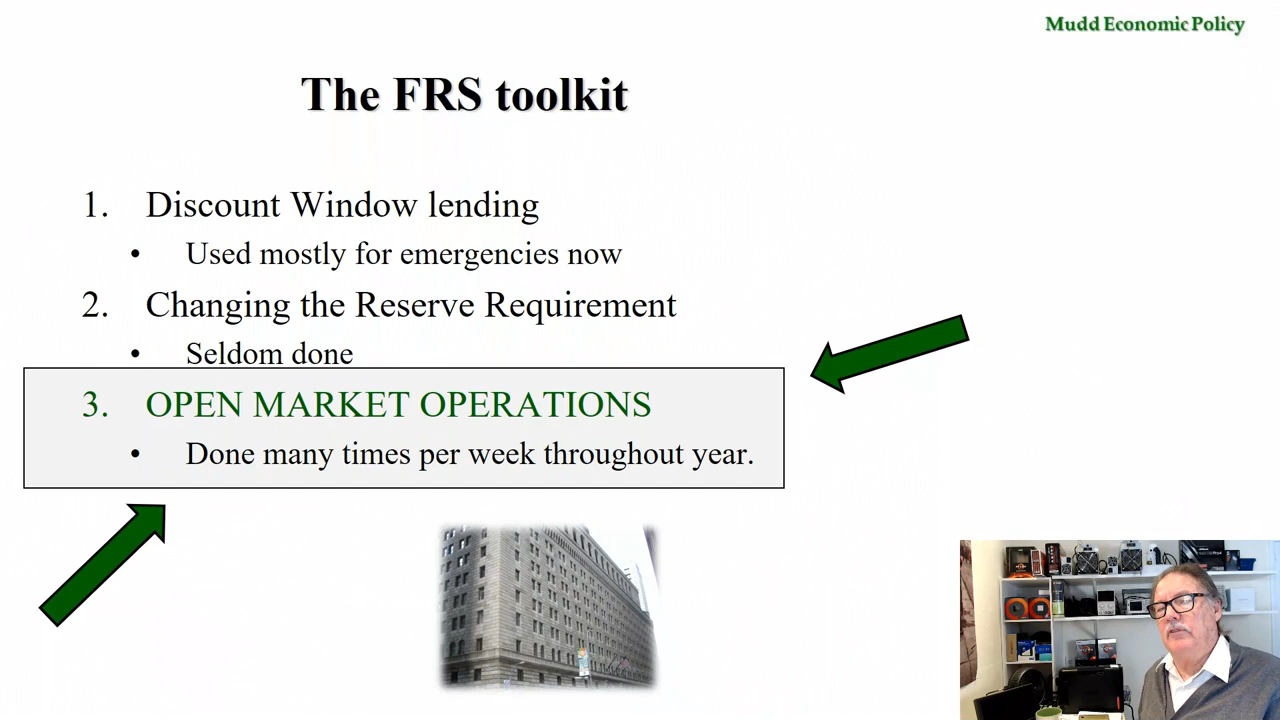 Mudd Economic Policy
The FRS toolkit
1. Discount Window lending
• Used mostly for emergencies now
2. Changing the Reserve Requirement
• Seldom done
3. OPEN MARKET OPERATIONS
• Done many times per week throughout year.